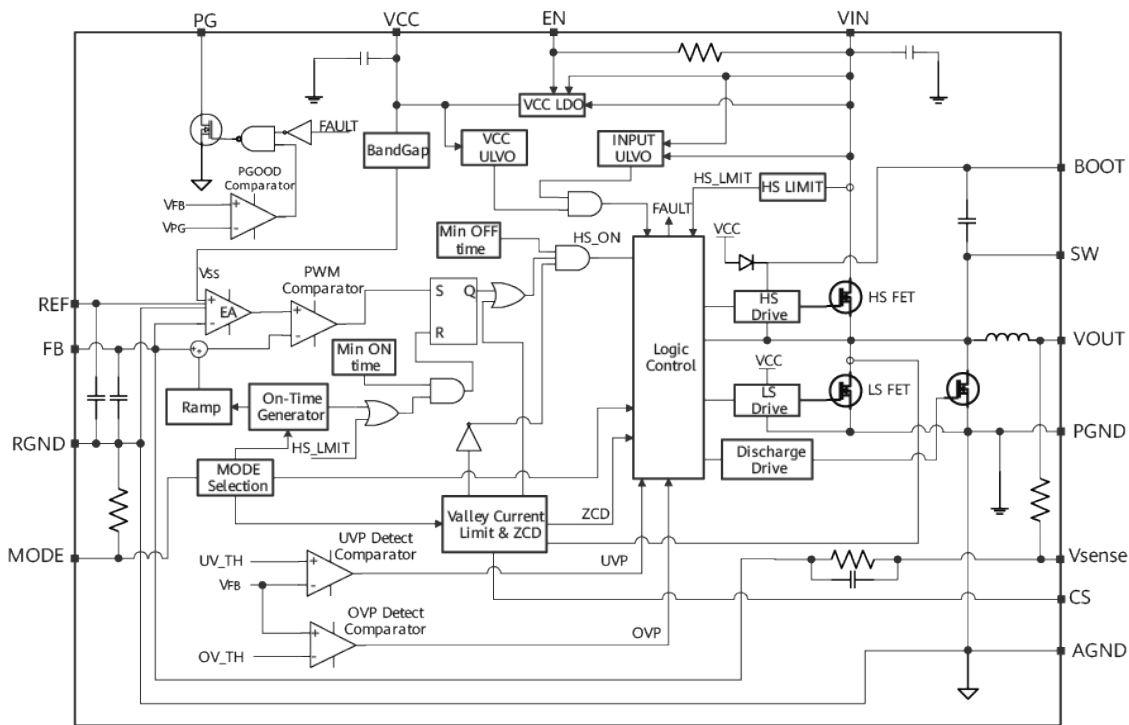 PG
VCC
EN
VIN
VCC LDO
FAULT
BandGap
VCC
ULVO
INPUT
ULVO
PGOOD
Comparator
HS_LMIT
HS LIMIT
BOOT
VFB
VPG
FAULT
Min OFF
time
HS_ON
VCC
SW
VSS
PWM
Comparator
S
Q
REF
+
EA
-
HS
Drive
HS FET
R
VOUT
FB
Min ON
time
Logic
Control
VCC
Ramp
On-Time
Generator
LS
Drive
LS FET
RGND
HS_LMIT
PGND
Discharge
Drive
MODE
Selection
Valley Current
Limit & ZCD
ZCD
MODE
UVP Detect
Comparator
UV_TH
UVP
Vsense
VFB
CS
OVP Detect
Comparator
OVP
OV_TH
AGND